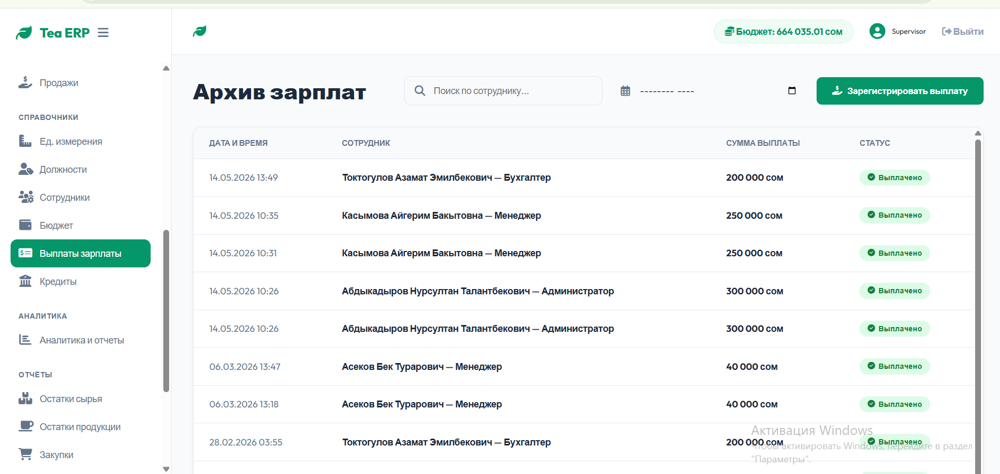 Tea ERP
Бюджет: 664 035.01 сом
Supervisor
Выйти
Продажи
СПРАВОЧНИКИ
Ед. измерения
Должности
Сотрудники
Бюджет
Выплаты зарплаты
Кредиты
АНАЛИТИКА
Аналитика и отчеты
ОТЧЁТЫ
Остатки сырья
Остатки продукции
Закупки
Архив зарплат
Поиск по сотруднику...
-------- ----
Зарегистрировать выплату
ДАТА И ВРЕМЯ СОТРУДНИК СУММА ВЫПЛАТЫ СТАТУС
14.05.2026 13:49 Токтогулов Азамат Эмилбекович — Бухгалтер 200 000 сом Выплачено
14.05.2026 10:35 Касымова Айгерим Бакытовна — Менеджер 250 000 сом Выплачено
14.05.2026 10:31 Касымова Айгерим Бакытовна — Менеджер 250 000 сом Выплачено
14.05.2026 10:26 Абдыкадыров Нурсултан Талантбекович — Администратор 300 000 сом Выплачено
14.05.2026 10:26 Абдыкадыров Нурсултан Талантбекович — Администратор 300 000 сом Выплачено
06.03.2026 13:47 Асеков Бек Турарович — Менеджер 40 000 сом Выплачено
06.03.2026 13:18 Асеков Бек Турарович — Менеджер 40 000 сом Выплачено
28.02.2026 03:55 Токтогулов Азамат Эмилбекович — Бухгалтер 200 000 сом Выплачено
Активация Windows
Чтобы активировать Windows, перейдите в раздел
"Параметры".